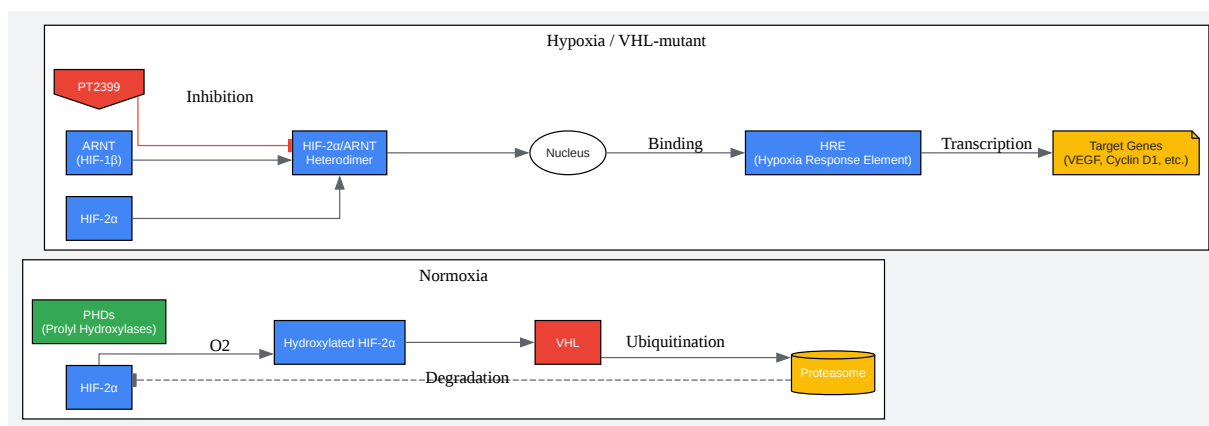 Hypoxia / VHL-mutant
PT2399
Inhibition
ARNT
(HIF-1β)
HIF-2α/ARNT
Heterodimer
Nucleus
Binding
HRE
(Hypoxia Response Element)
Transcription
Target Genes
(VEGF, Cyclin D1, etc.)
HIF-2α
Normoxia
PHDs
(Prolyl Hydroxylases)
O2
Hydroxylated HIF-2α
VHL
Ubiquitination
HIF-2α
Degradation
Proteasome